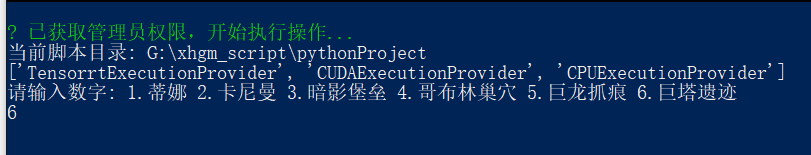 ? 已获取管理员权限，开始执行操作...
当前脚本目录: G:\xhgm_script\pythonProject
['TensorrtExecutionProvider', 'CUDAExecutionProvider', 'CPUExecutionProvider']
请输入数字: 1.蒂娜 2.卡尼曼 3.暗影堡垒 4.哥布林巢穴 5.巨龙抓痕 6.巨塔遗迹
6